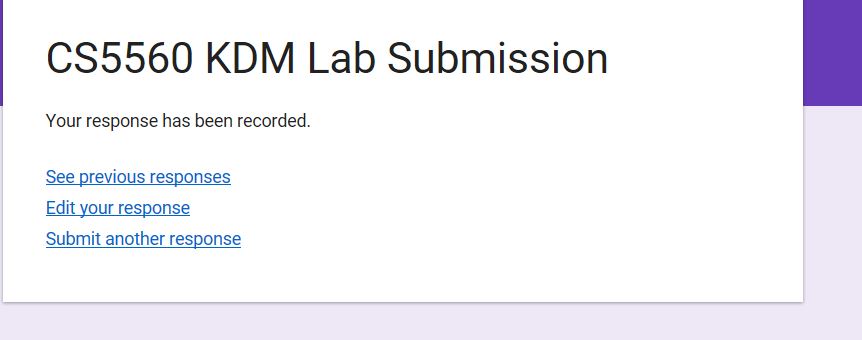 CS5560 KDM Lab Submission
Your response has been recorded.
See previous responses
Edit your response
Submit another response